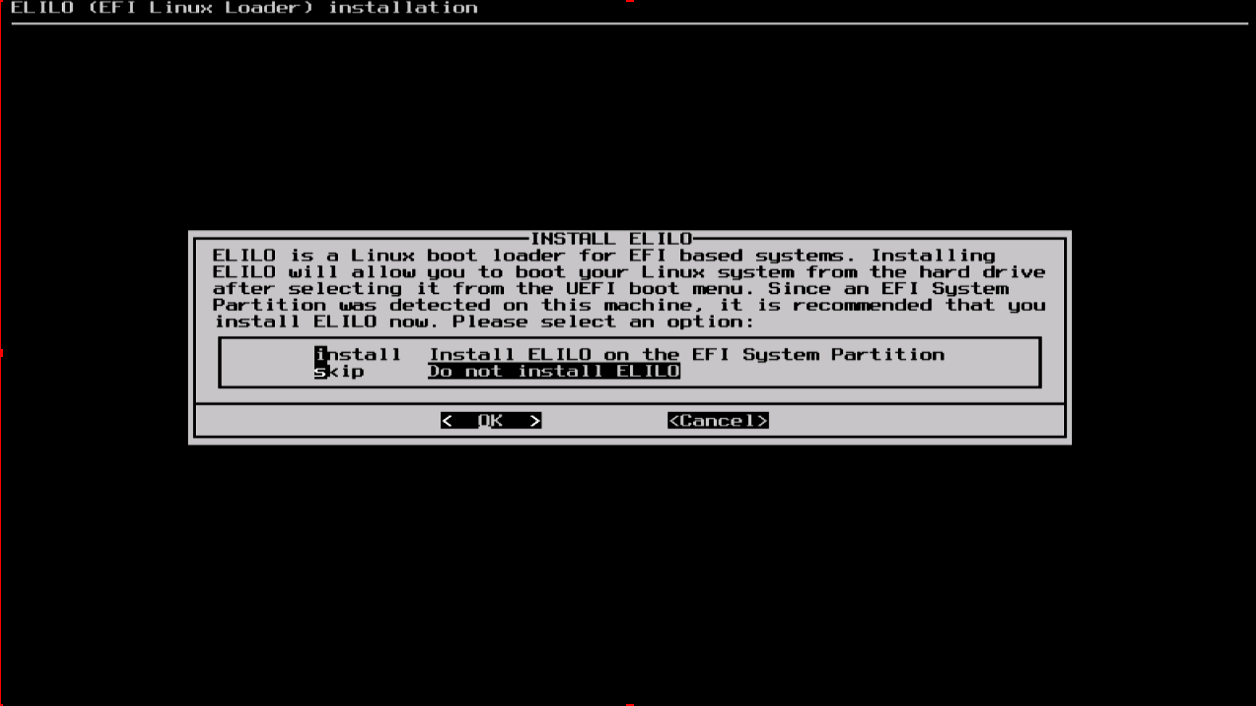 ELILO (EFI Linux Loader) installation
INSTALL ELILO
ELILO is a Linux boot loader for EFI based systems. Installing
ELILO will allow you to boot your Linux system from the hard drive
after selecting it from the UEFI boot menu. Since an EFI System
Partition was detected on this machine, it is recommended that you
install ELILO now. Please select an option:
install Install ELILO on the EFI System Partition
skip Do not install ELILO
< OK > <Cancel>